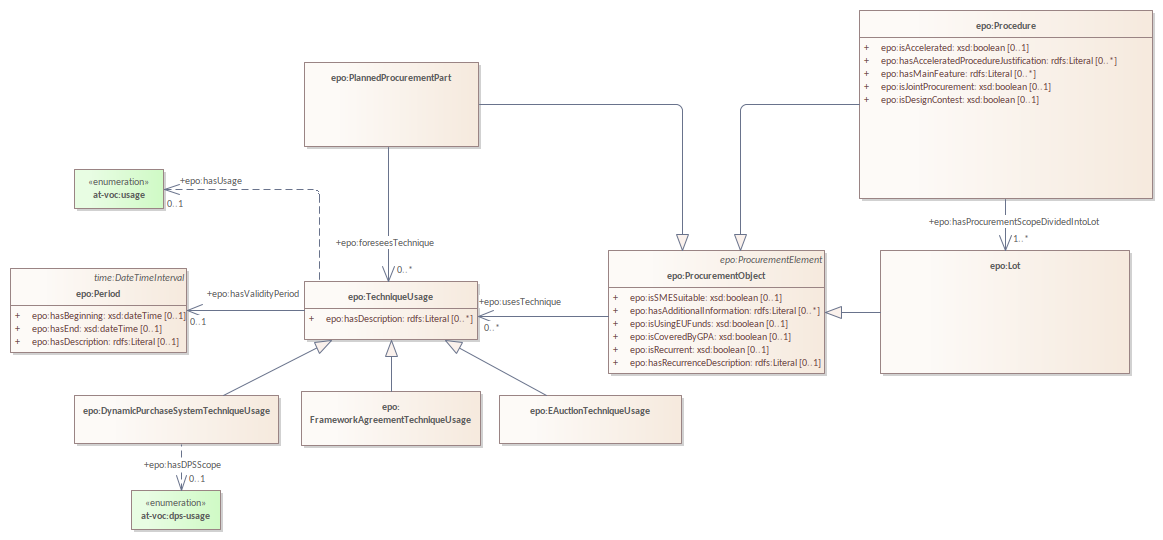 epo:Procedure
+ epo:isAccelerated: xsd:boolean [0..1]
+ epo:hasAcceleratedProcedureJustification: rdfs:Literal [0..*]
+ epo:hasMainFeature: rdfs:Literal [0..*]
+ epo:isJointProcurement: xsd:boolean [0..1]
+ epo:isDesignContest: xsd:boolean [0..1]
epo:PlannedProcurementPart
«enumeration»
at-voc:usage
+epo:hasUsage
0..1
+epo:foreseesTechnique
0..*
+epo:hasProcurementScopeDividedIntoLot
1..*
time:DateTimeInterval
epo:Period
+ epo:hasBeginning: xsd:dateTime [0..1]
+ epo:hasEnd: xsd:dateTime [0..1]
+ epo:hasDescription: rdfs:Literal [0..1]
+epo:hasValidityPeriod
0..1
epo:TechniqueUsage
+ epo:hasDescription: rdfs:Literal [0..*]
+epo:usesTechnique
0..*
epo:ProcurementElement
epo:ProcurementObject
+ epo:isSMESuitable: xsd:boolean [0..1]
+ epo:hasAdditionalInformation: rdfs:Literal [0..*]
+ epo:isUsingEUFunds: xsd:boolean [0..1]
+ epo:isCoveredByGPA: xsd:boolean [0..1]
+ epo:isRecurrent: xsd:boolean [0..1]
+ epo:hasRecurrenceDescription: rdfs:Literal [0..1]
epo:Lot
epo:DynamicPurchaseSystemTechniqueUsage
epo:
FrameworkAgreementTechniqueUsage
epo:EAuctionTechniqueUsage
+epo:hasDPSScope
0..1
«enumeration»
at-voc:dps-usage